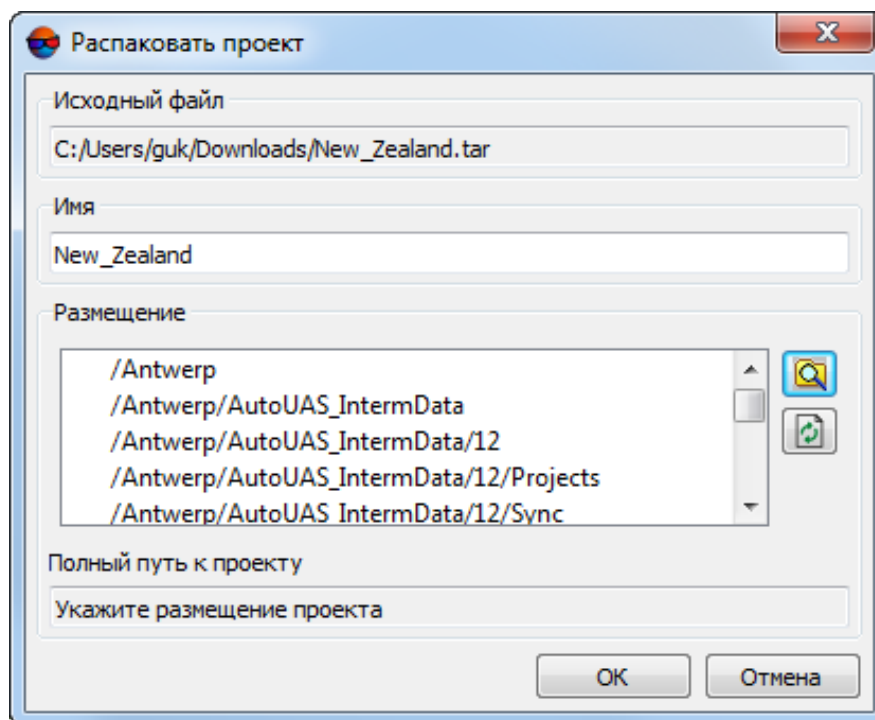 Распаковать проект
Исходный файл
C:/Users/guk/Downloads/New_Zealand.tar
Имя
New_Zealand
Размещение
/Antwerp
/Antwerp/AutoUAS_IntermData
/Antwerp/AutoUAS_IntermData/12
/Antwerp/AutoUAS_IntermData/12/Projects
/Antwerp/AutoUAS_IntermData/12/Sync
Полный путь к проекту
Укажите размещение проекта
OK Отмена